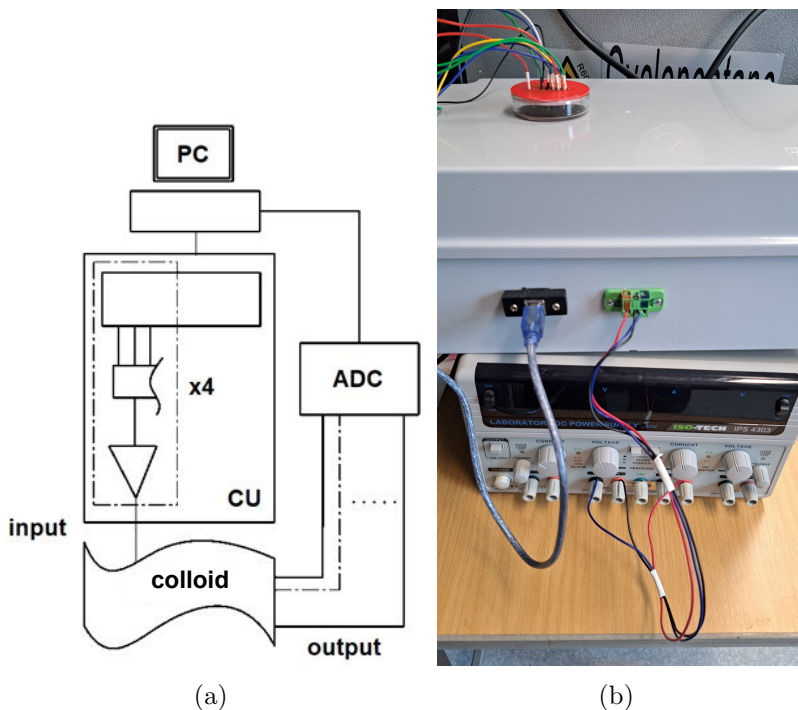 PC
ADC
x4
CU
input
colloid
output
(a)
Cyclopentane
LABORATORY DC POWER SUPPLY
ISO-TECH IPS 4303
CURRENT
VOLTAGE
CURRENT
VOLTAGE
(b)